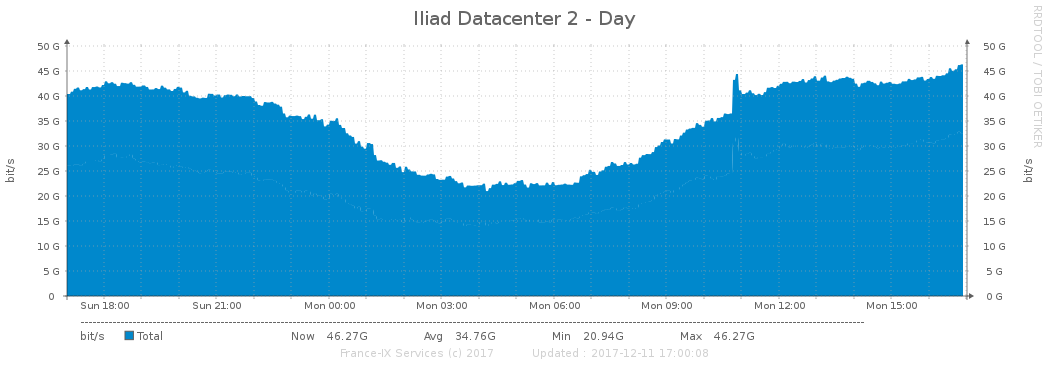 Iliad Datacenter 2 - Day
RRDTOOL / TOBI OETIKER
bit/s
50 G
45 G
40 G
35 G
30 G
25 G
20 G
15 G
10 G
5 G
0
50 G
45 G
40 G
35 G
30 G
25 G
20 G
15 G
10 G
5 G
0 G
bit/s
Sun 18:00 Sun 21:00 Mon 00:00 Mon 03:00 Mon 06:00 Mon 09:00 Mon 12:00 Mon 15:00
bit/s Total Now 46.27G Avg 34.76G Min 20.94G Max 46.27G
France-IX Services (c) 2017 Updated : 2017-12-11 17:00:08